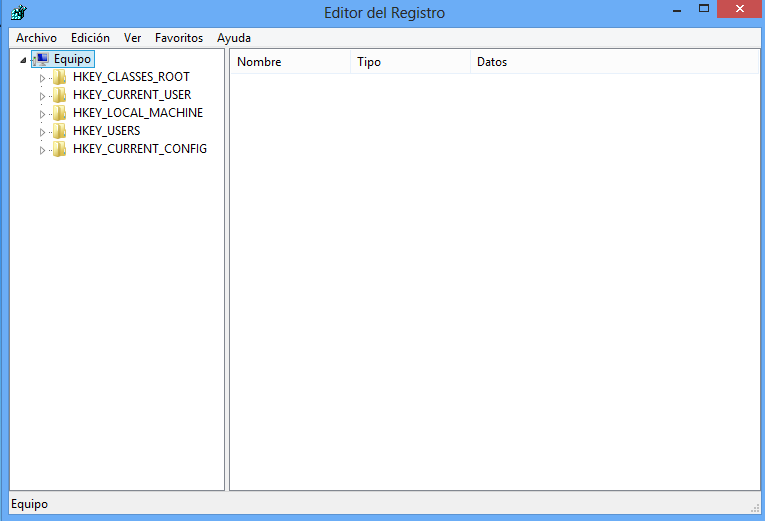 Editor del Registro
Archivo Edición Ver Favoritos Ayuda
Equipo
HKEY_CLASSES_ROOT
HKEY_CURRENT_USER
HKEY_LOCAL_MACHINE
HKEY_USERS
HKEY_CURRENT_CONFIG
Nombre Tipo Datos
Equipo